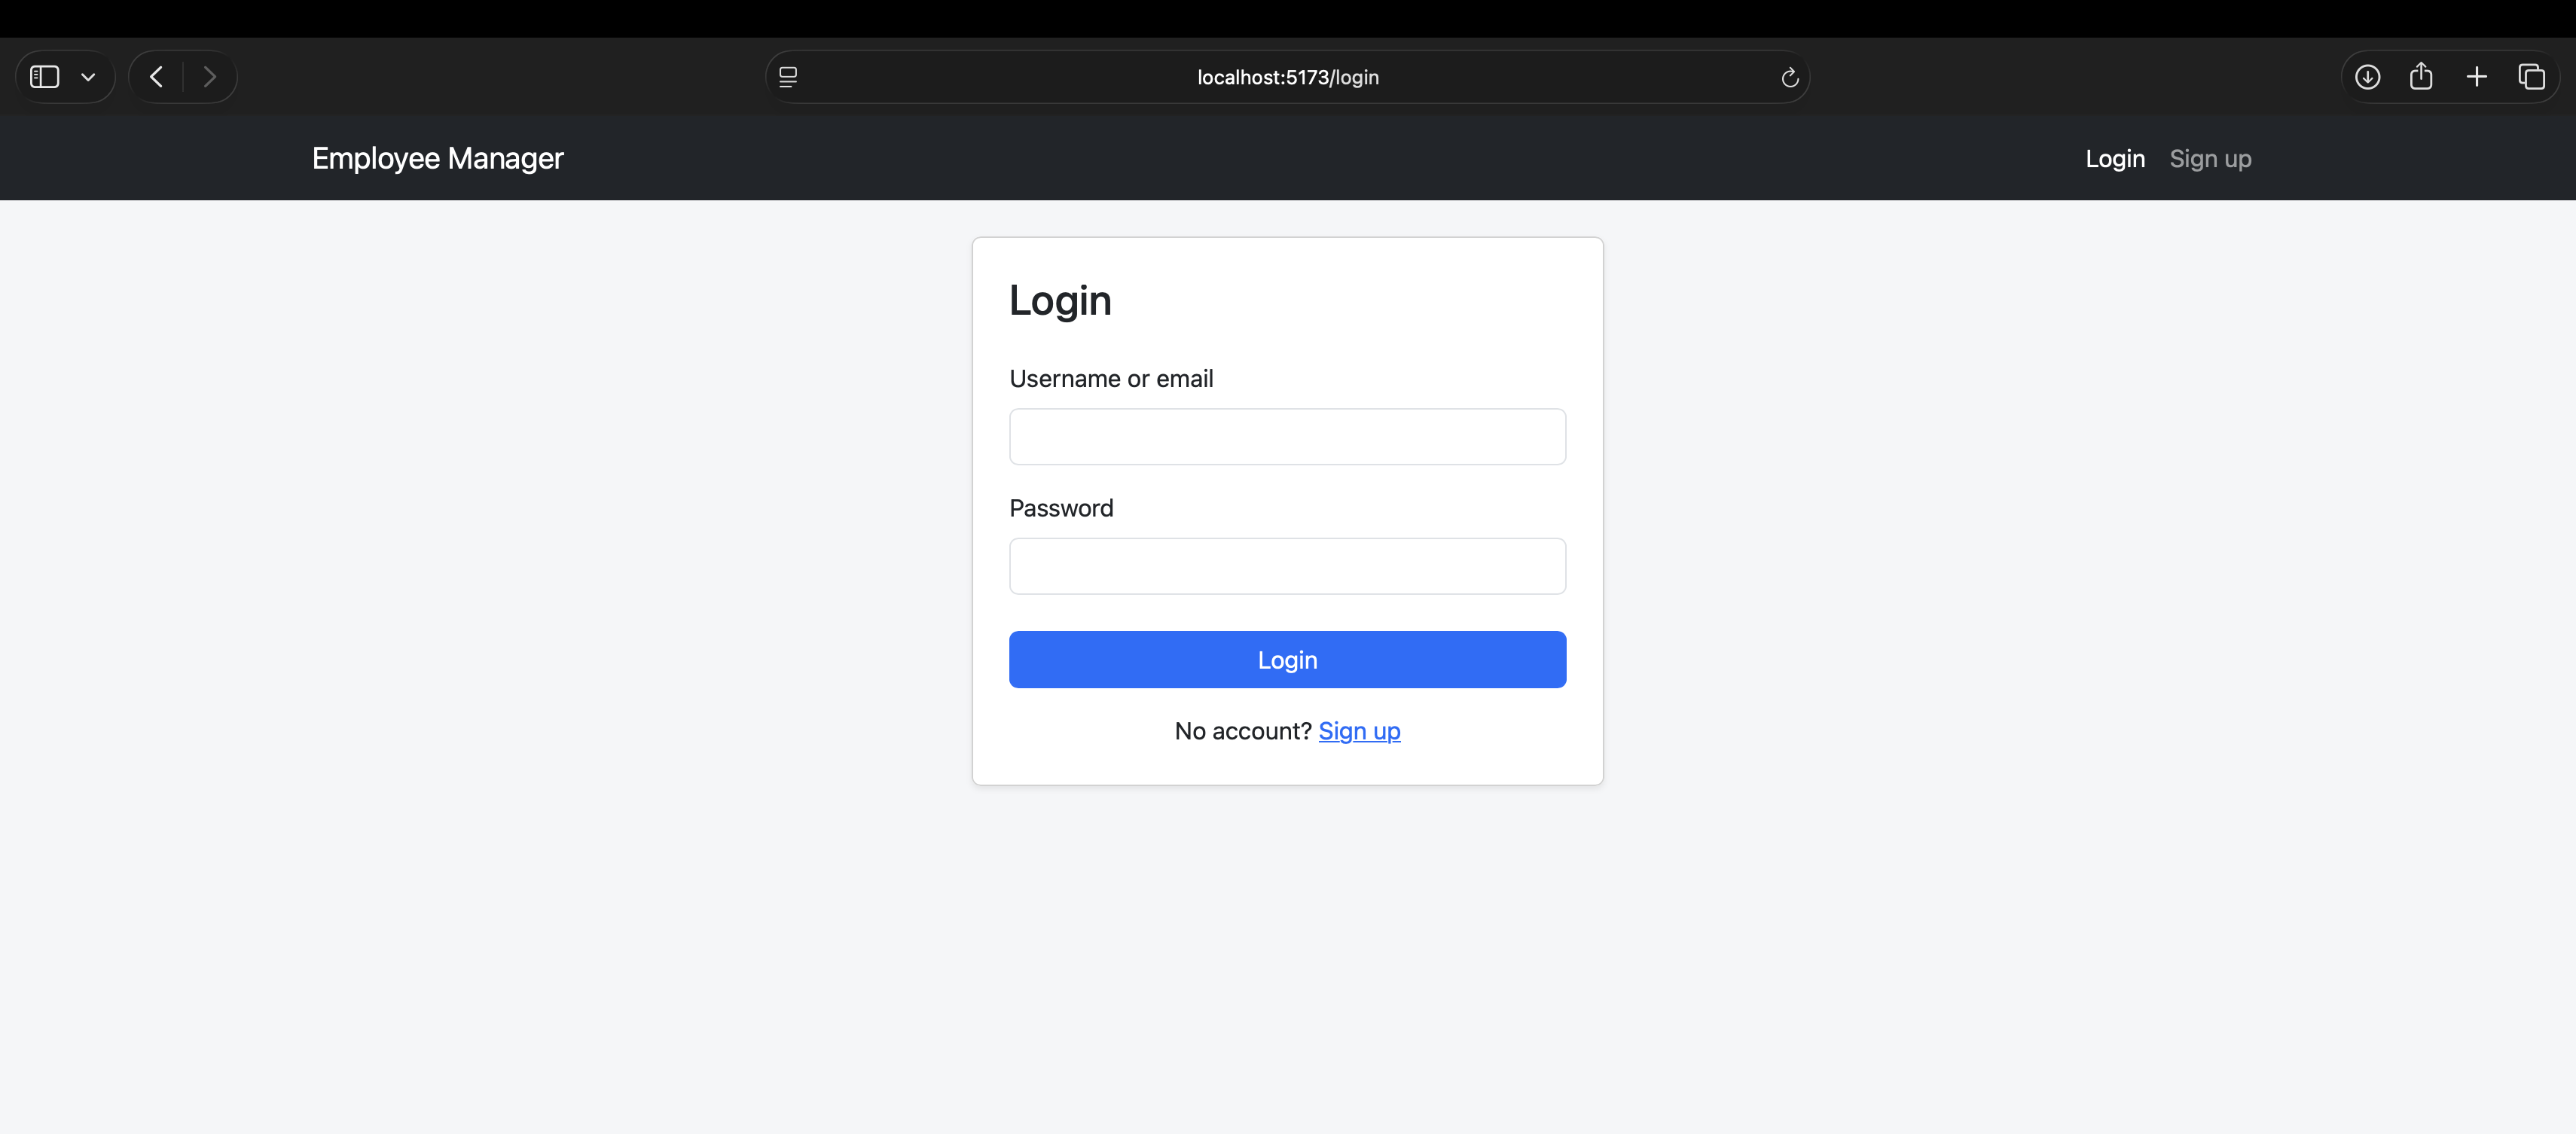 localhost:5173/login
Employee Manager
Login Sign up
Login
Username or email
Password
Login
No account? Sign up